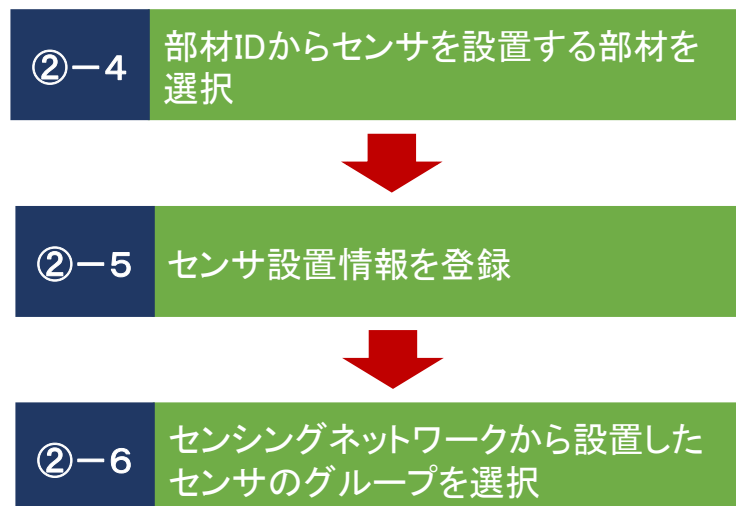 ②－４
部材IDからセンサを設置する部材を
選択
②－５
センサ設置情報を登録
②－６
センシングネットワークから設置した
センサのグループを選択